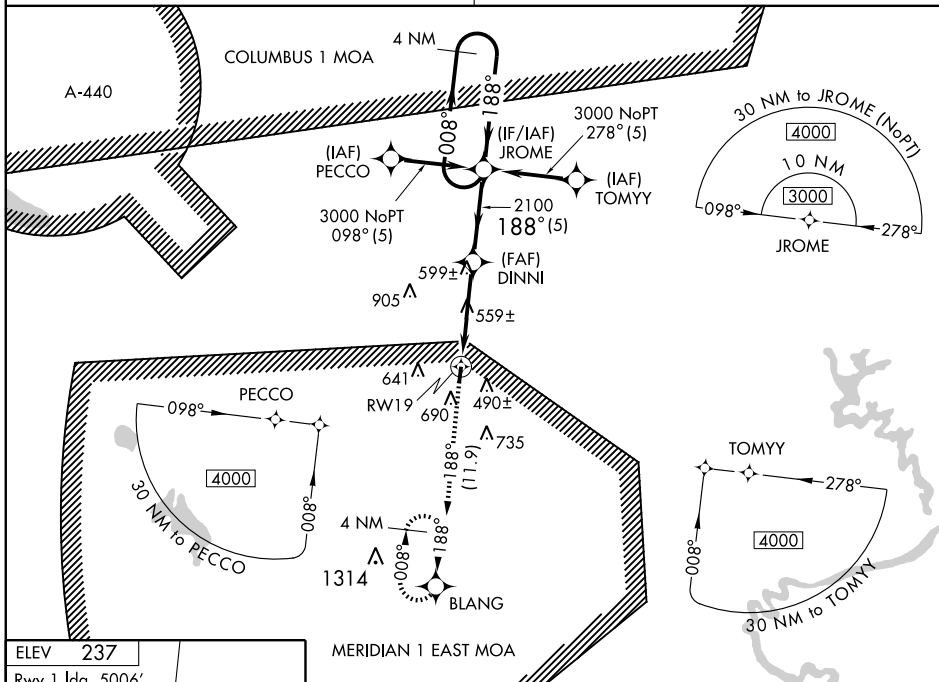 4 NM
COLUMBUS 1 MOA
A-440
008°
188°
3000 NoPT
278° (5)
(IF/IAF)
JROME
(IAF)
PECCO
(IAF)
TOMYY
3000 NoPT
098° (5)
2100
188° (5)
(FAF)
DINNI
599±
905
559±
30 NM to JROME (NoPT)
4000
10 NM
3000
098°
278°
JROME
641
RW19
690
490±
735
188°
(11.9)
PECCO
098°
4000
008°
30 NM to PECCO
4 NM
188°
008°
1314
BLANG
TOMYY
278°
4000
008°
30 NM to TOMYY
MERIDIAN 1 EAST MOA
ELEV 237
Rwy 1 ldg 5006'